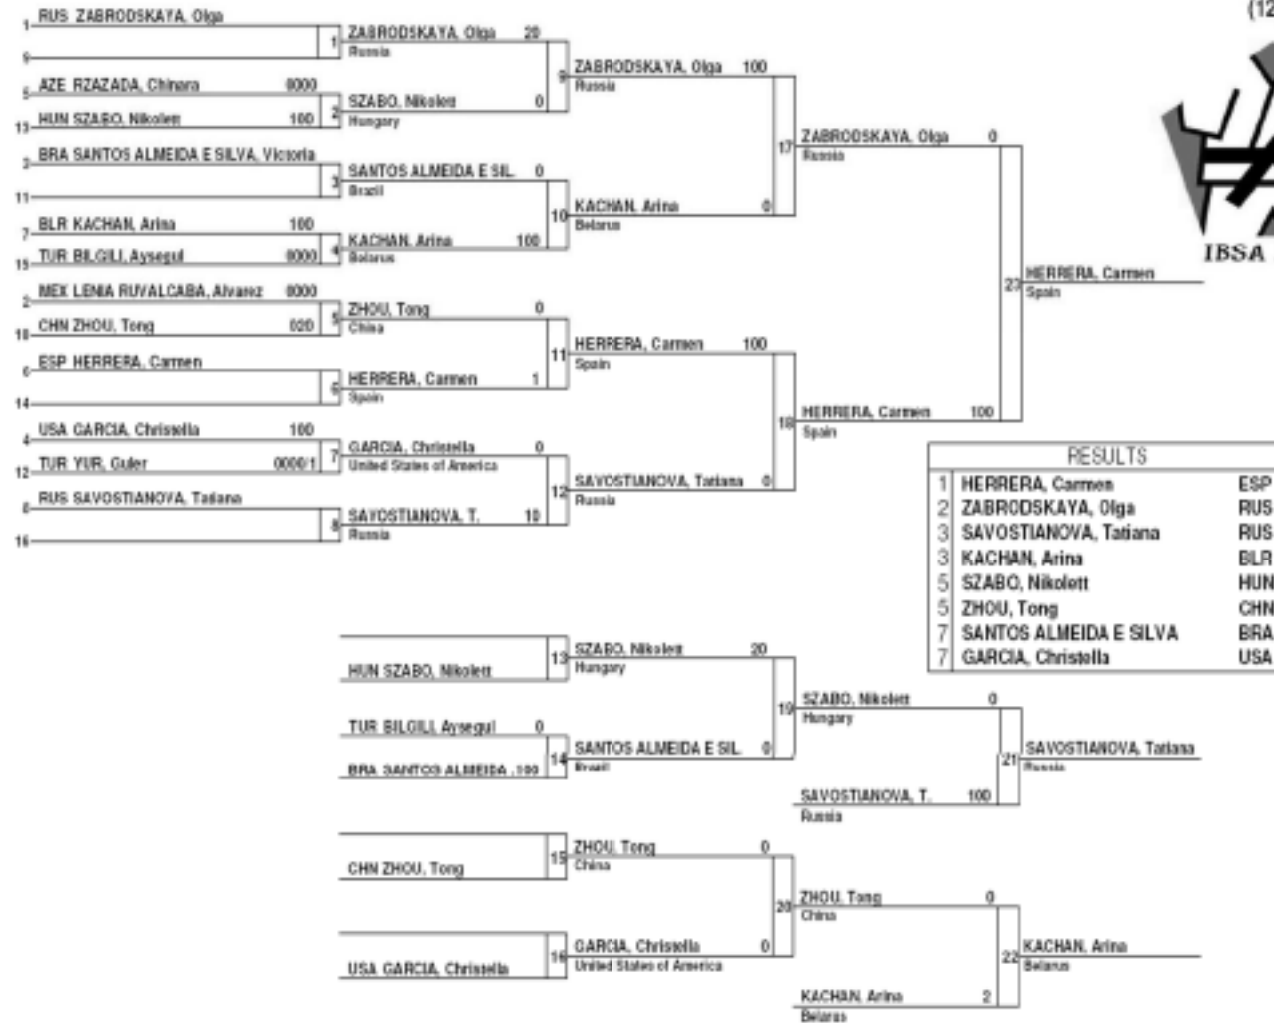 (12
1 RUS ZABRODSKAYA, Olga
9
1 ZABRODSKAYA, Olga 20
Russia
5 AZE RZAZADA, Chinara 0000
13 HUN SZABO, Nikolett 100
2 SZABO, Nikolett 0
Hungary
9 ZABRODSKAYA, Olga 100
Russia
3 BRA SANTOS ALMEIDA E SILVA, Victoria
11
3 SANTOS ALMEIDA E SIL. 0
Brazil
7 BLR KACHAN, Arina 100
15 TUR BILGILI, Aysegul 0000
4 KACHAN, Arina 100
Belarus
10 KACHAN, Arina 0
Belarus
17 ZABRODSKAYA, Olga 0
Russia
2 MEX LENIA RUVALCABA, Alvarez 0000
10 CHN ZHOU, Tong 020
5 ZHOU, Tong 0
China
6 ESP HERRERA, Carmen
14
6 HERRERA, Carmen 1
Spain
11 HERRERA, Carmen 100
Spain
4 USA GARCIA, Christella 100
12 TUR YUR, Guler 0000/1
7 GARCIA, Christella 0
United States of America
8 RUS SAVOSTIANOVA, Tatiana
16
8 SAVOSTIANOVA, T. 10
Russia
12 SAVOSTIANOVA, Tatiana 0
Russia
18 HERRERA, Carmen 100
Spain
23 HERRERA, Carmen
Spain
IBSA
RESULTS
1 HERRERA, Carmen ESP
2 ZABRODSKAYA, Olga RUS
3 SAVOSTIANOVA, Tatiana RUS
3 KACHAN, Arina BLR
5 SZABO, Nikolett HUN
5 ZHOU, Tong CHN
7 SANTOS ALMEIDA E SILVA BRA
7 GARCIA, Christella USA
HUN SZABO, Nikolett
13 SZABO, Nikolett 20
Hungary
TUR BILGILI, Aysegul 0
BRA SANTOS ALMEIDA . 100
14 SANTOS ALMEIDA E SIL. 0
Brazil
19 SZABO, Nikolett 0
Hungary
SAVOSTIANOVA, T. 100
Russia
21 SAVOSTIANOVA, Tatiana
Russia
CHN ZHOU, Tong
15 ZHOU, Tong 0
China
USA GARCIA, Christella
16 GARCIA, Christella 0
United States of America
20 ZHOU, Tong 0
China
KACHAN, Arina 2
Belarus
22 KACHAN, Arina
Belarus